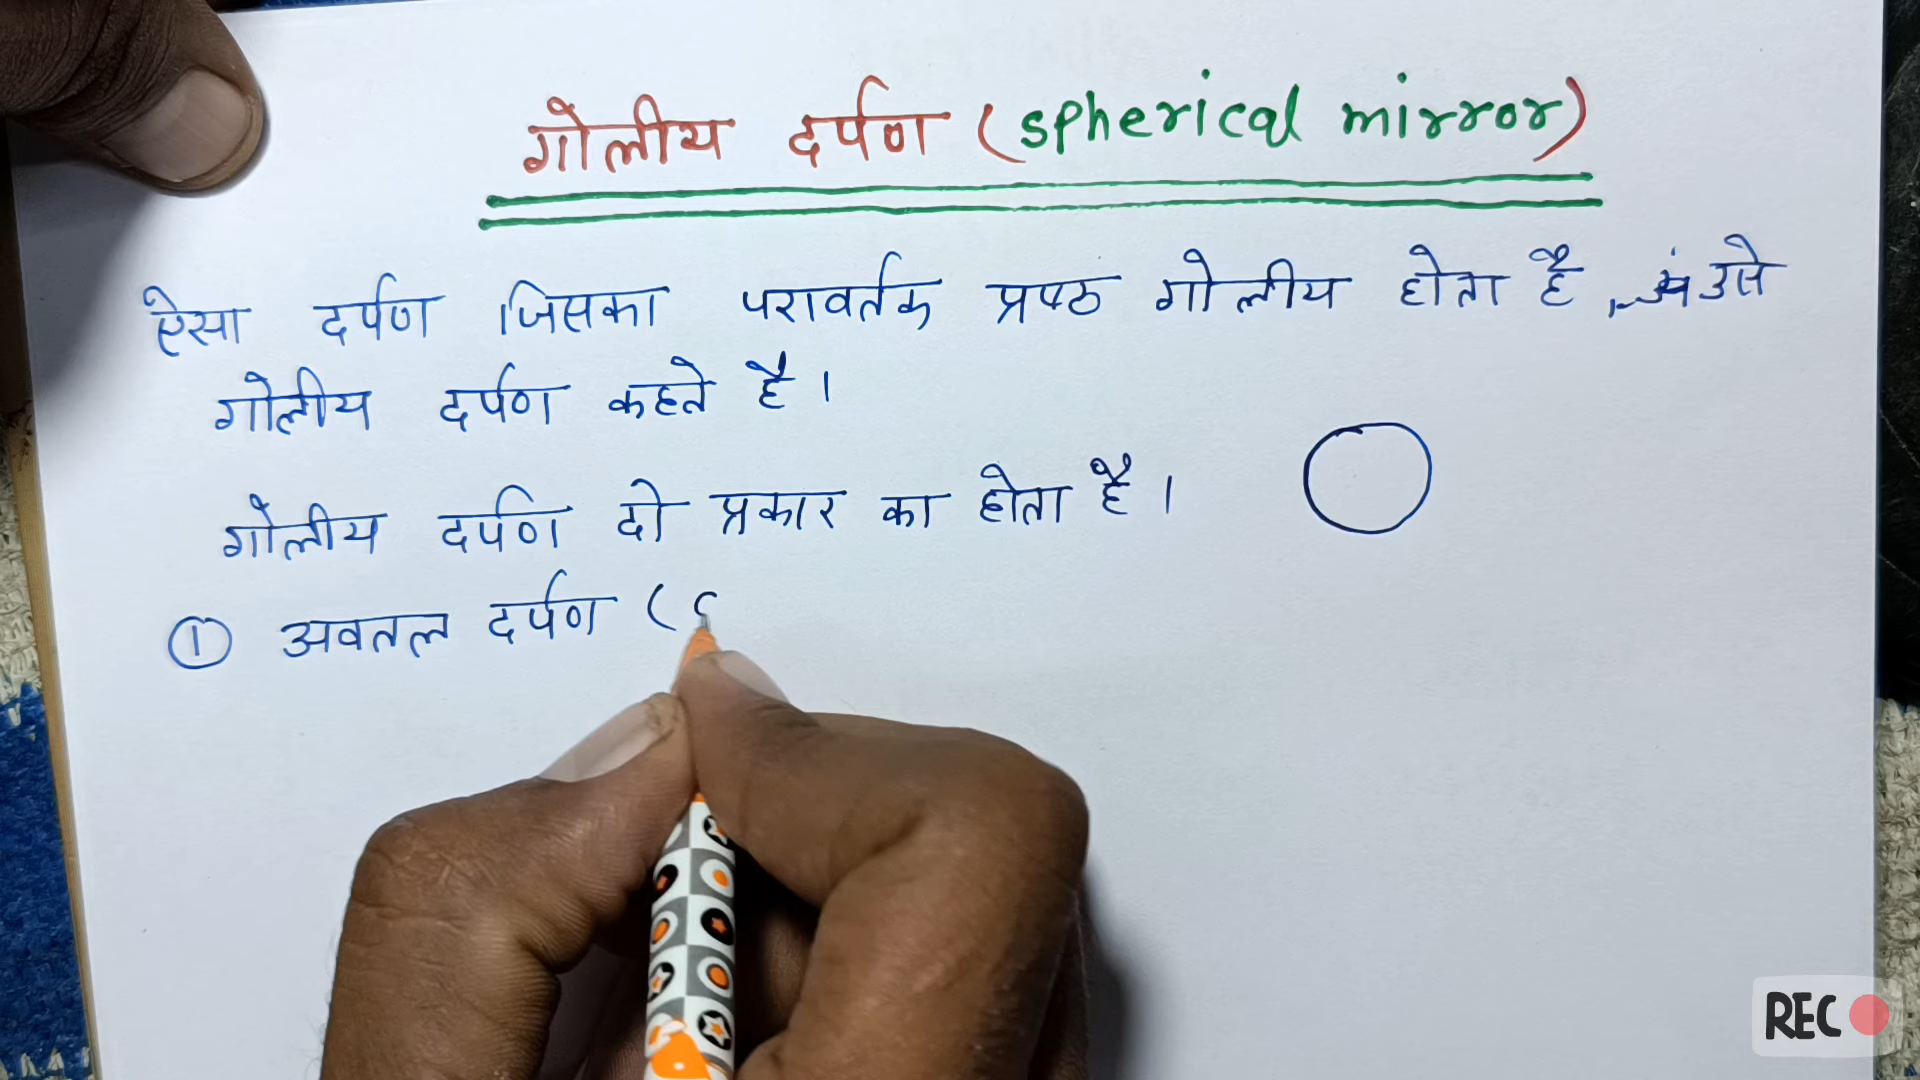 गोलीय दर्पण (spherical mirror)
ऐसा दर्पण जिसका परावर्तक प्रष्ठ गोलीय होता है, उसे
गोलीय दर्पण कहते है।
गोलीय दर्पण दो प्रकार का होता है।
① अवतल दर्पण ( c
REC